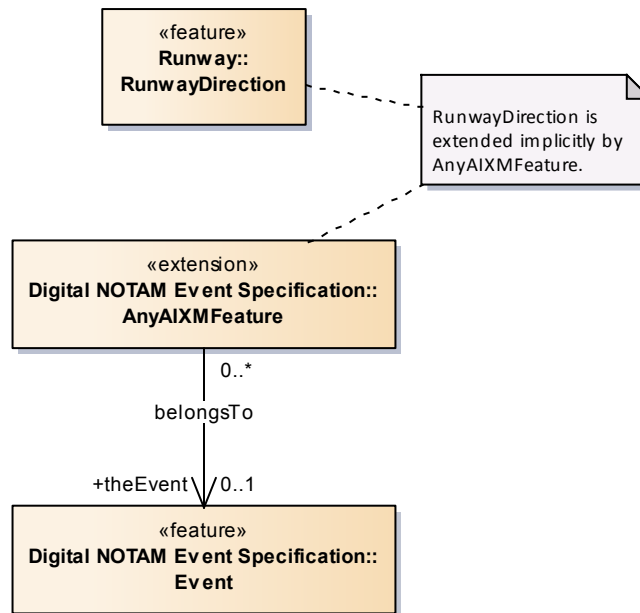 «feature»
Runway::
RunwayDirection
RunwayDirection is
extended implicitly by
AnyAIXMFeature.
«extension»
Digital NOTAM Event Specification::
AnyAIXMFeature
0..*
belongsTo
+theEvent 0..1
«feature»
Digital NOTAM Event Specification::
Event